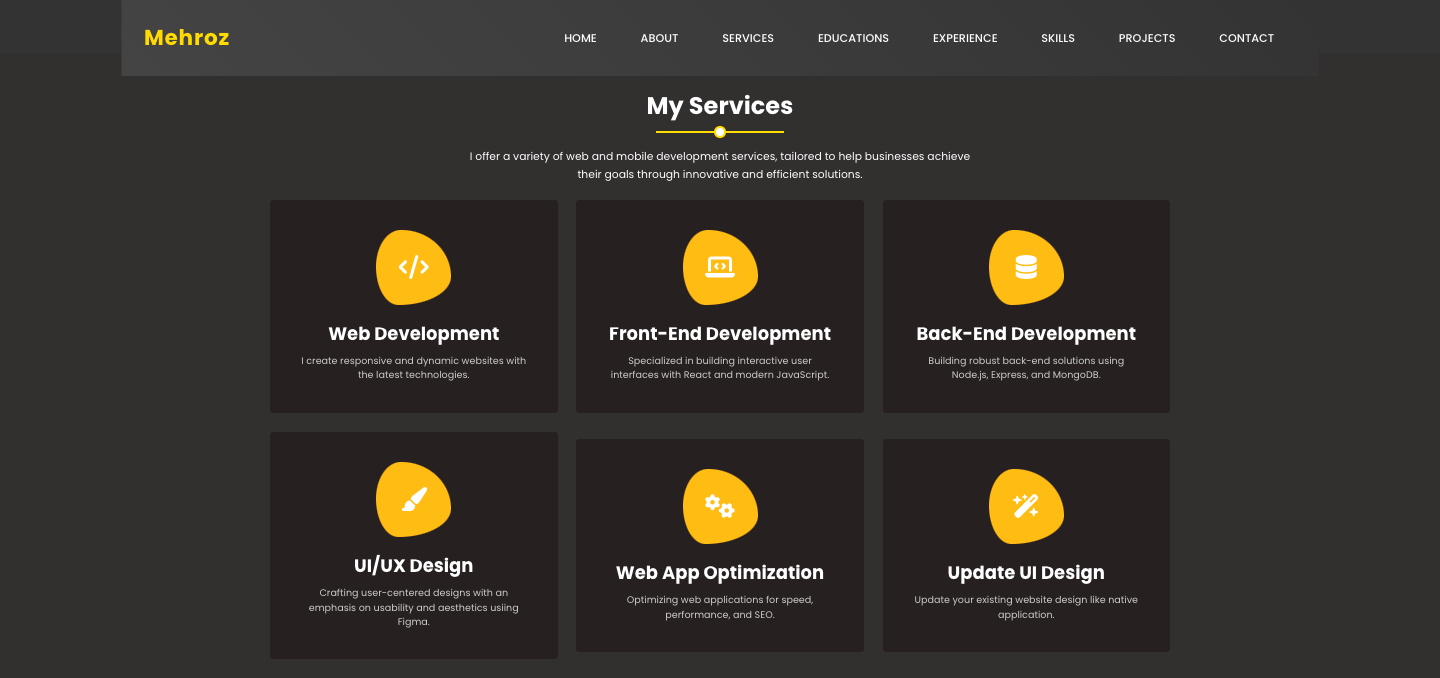 Mehroz
HOME ABOUT SERVICES EDUCATIONS EXPERIENCE SKILLS PROJECTS CONTACT
My Services
I offer a variety of web and mobile development services, tailored to help businesses achieve
their goals through innovative and efficient solutions.
Web Development
I create responsive and dynamic websites with
the latest technologies.
Front-End Development
Specialized in building interactive user
interfaces with React and modern JavaScript.
Back-End Development
Building robust back-end solutions using
Node.js, Express, and MongoDB.
UI/UX Design
Crafting user-centered designs with an
emphasis on usability and aesthetics usiing
Figma.
Web App Optimization
Optimizing web applications for speed,
performance, and SEO.
Update UI Design
Update your existing website design like native
application.